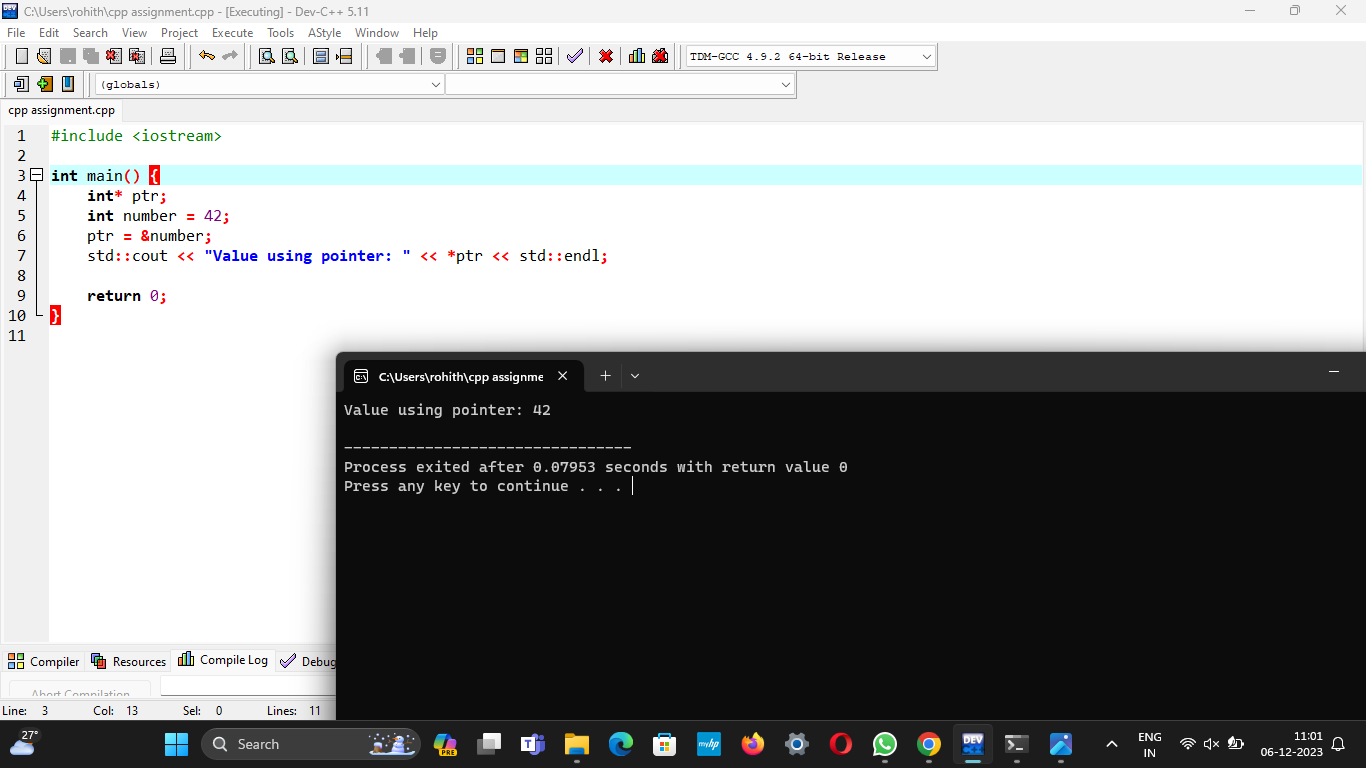 C:\Users\rohith\cpp assignment.cpp - [Executing] - Dev-C++ 5.11
File Edit Search View Project Execute Tools AStyle Window Help
TDM-GCC 4.9.2 64-bit Release
(globals)
cpp assignment.cpp
1 #include <iostream>
2
3 int main() {
4 int* ptr;
5 int number = 42;
6 ptr = &number;
7 std::cout << "Value using pointer: " << *ptr << std::endl;
8
9 return 0;
10 }
11
C:\Users\rohith\cpp assignme
Value using pointer: 42
--------------------------------
Process exited after 0.07953 seconds with return value 0
Press any key to continue . . .
Compiler Resources Compile Log Debug
Abort Compilation
Line: 3 Col: 13 Sel: 0 Lines: 11
27°
Search
PRE
myhp
DEV
ENG
IN
11:01
06-12-2023